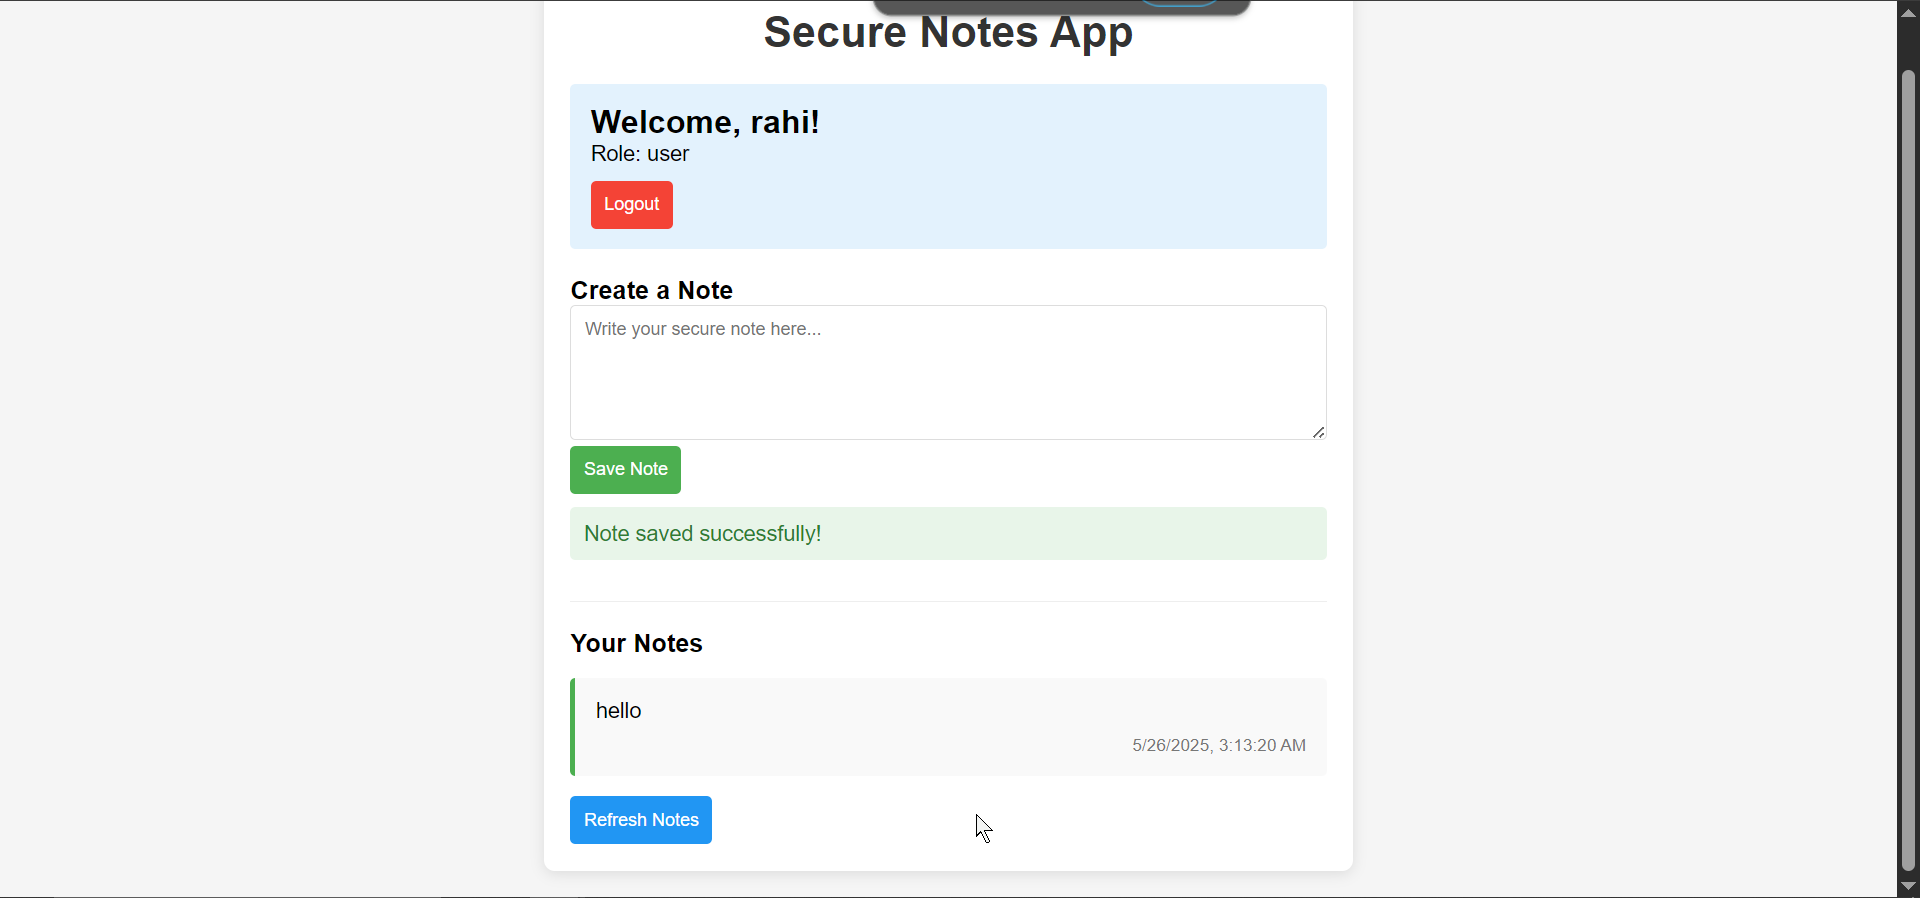 Secure Notes App
Welcome, rahi!
Role: user
Logout
Create a Note
Write your secure note here...
Save Note
Note saved successfully!
Your Notes
hello
5/26/2025, 3:13:20 AM
Refresh Notes